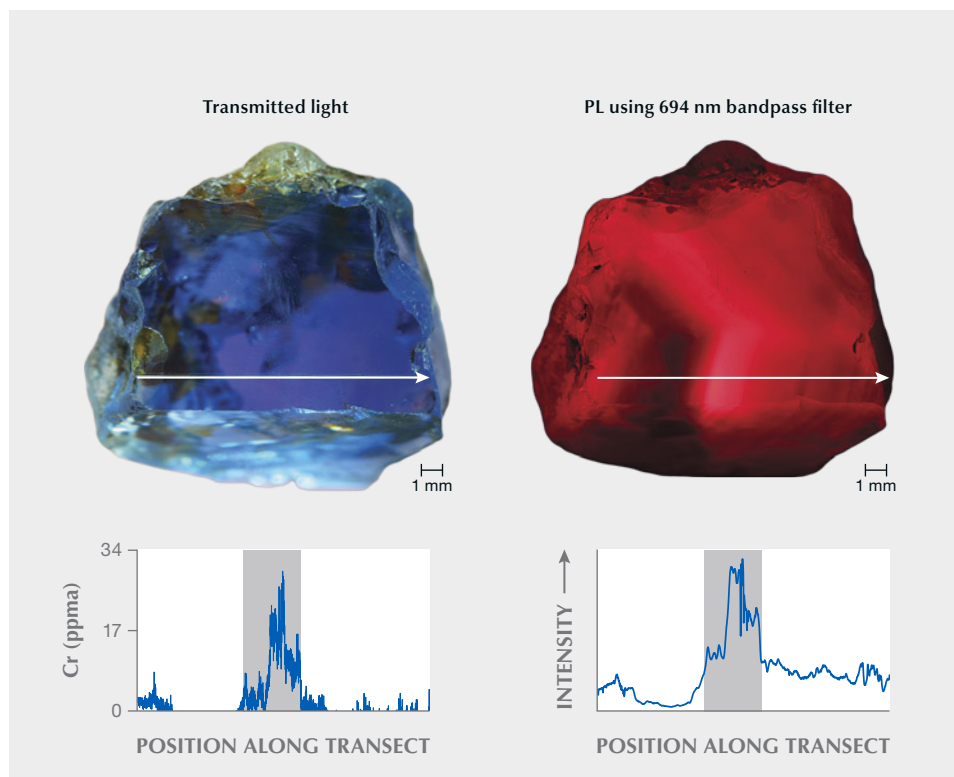 Transmitted light
PL using 694 nm bandpass filter
1 mm
1 mm
34
17
0
Cr (ppma)
POSITION ALONG TRANSECT
INTENSITY
POSITION ALONG TRANSECT